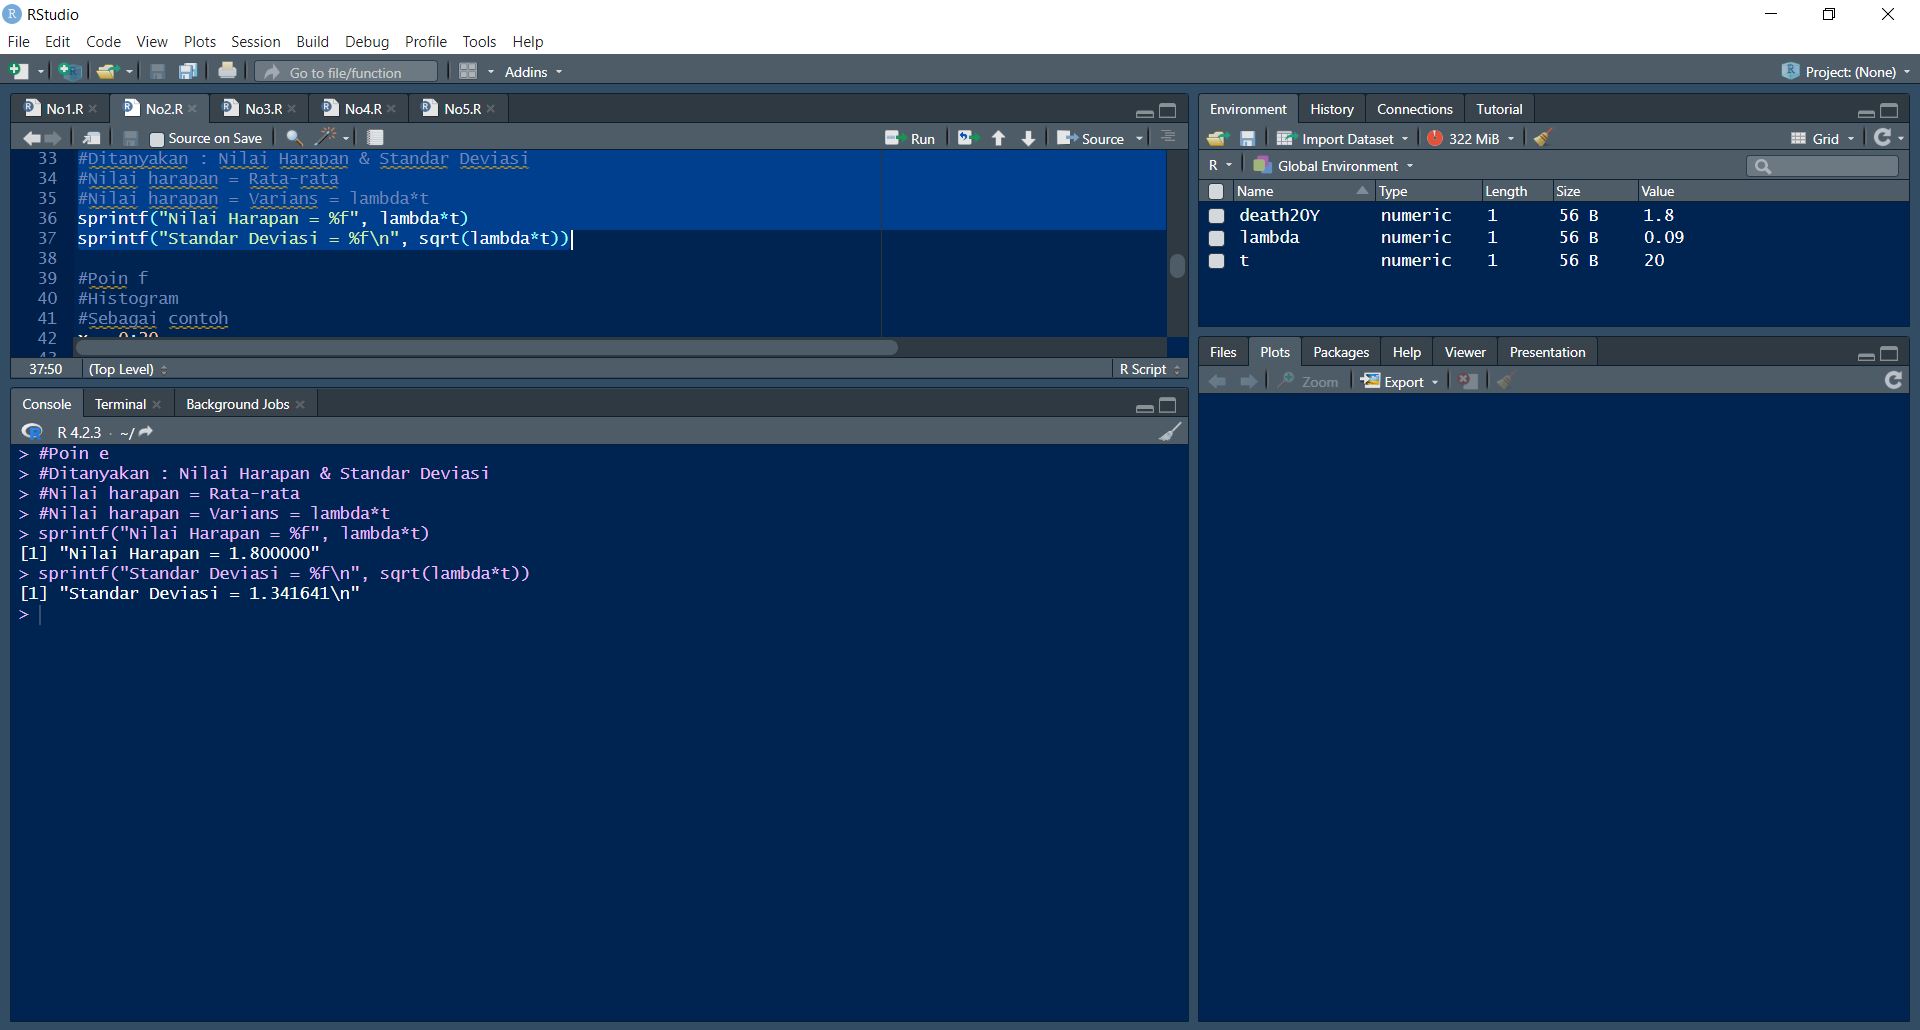 RStudio
File Edit Code View Plots Session Build Debug Profile Tools Help
Go to file/function Addins Project: (None)
No1.R No2.R No3.R No4.R No5.R
Source on Save Run Source
33 #Ditanyakan : Nilai Harapan & Standar Deviasi
34 #Nilai harapan = Rata-rata
35 #Nilai harapan = Varians = lambda*t
36 sprintf("Nilai Harapan = %f", lambda*t)
37 sprintf("Standar Deviasi = %f\n", sqrt(lambda*t))
38
39 #Poin f
40 #Histogram
41 #Sebagai contoh
42
37:50 (Top Level) R Script
Console Terminal Background Jobs
R 4.2.3 · ~/
> #Poin e
> #Ditanyakan : Nilai Harapan & Standar Deviasi
> #Nilai harapan = Rata-rata
> #Nilai harapan = Varians = lambda*t
> sprintf("Nilai Harapan = %f", lambda*t)
[1] "Nilai Harapan = 1.800000"
> sprintf("Standar Deviasi = %f\n", sqrt(lambda*t))
[1] "Standar Deviasi = 1.341641\n"
>
Environment History Connections Tutorial
Import Dataset 322 MiB Grid
R Global Environment
Name Type Length Size Value
death20Y numeric 1 56 B 1.8
lambda numeric 1 56 B 0.09
t numeric 1 56 B 20
Files Plots Packages Help Viewer Presentation
Zoom Export